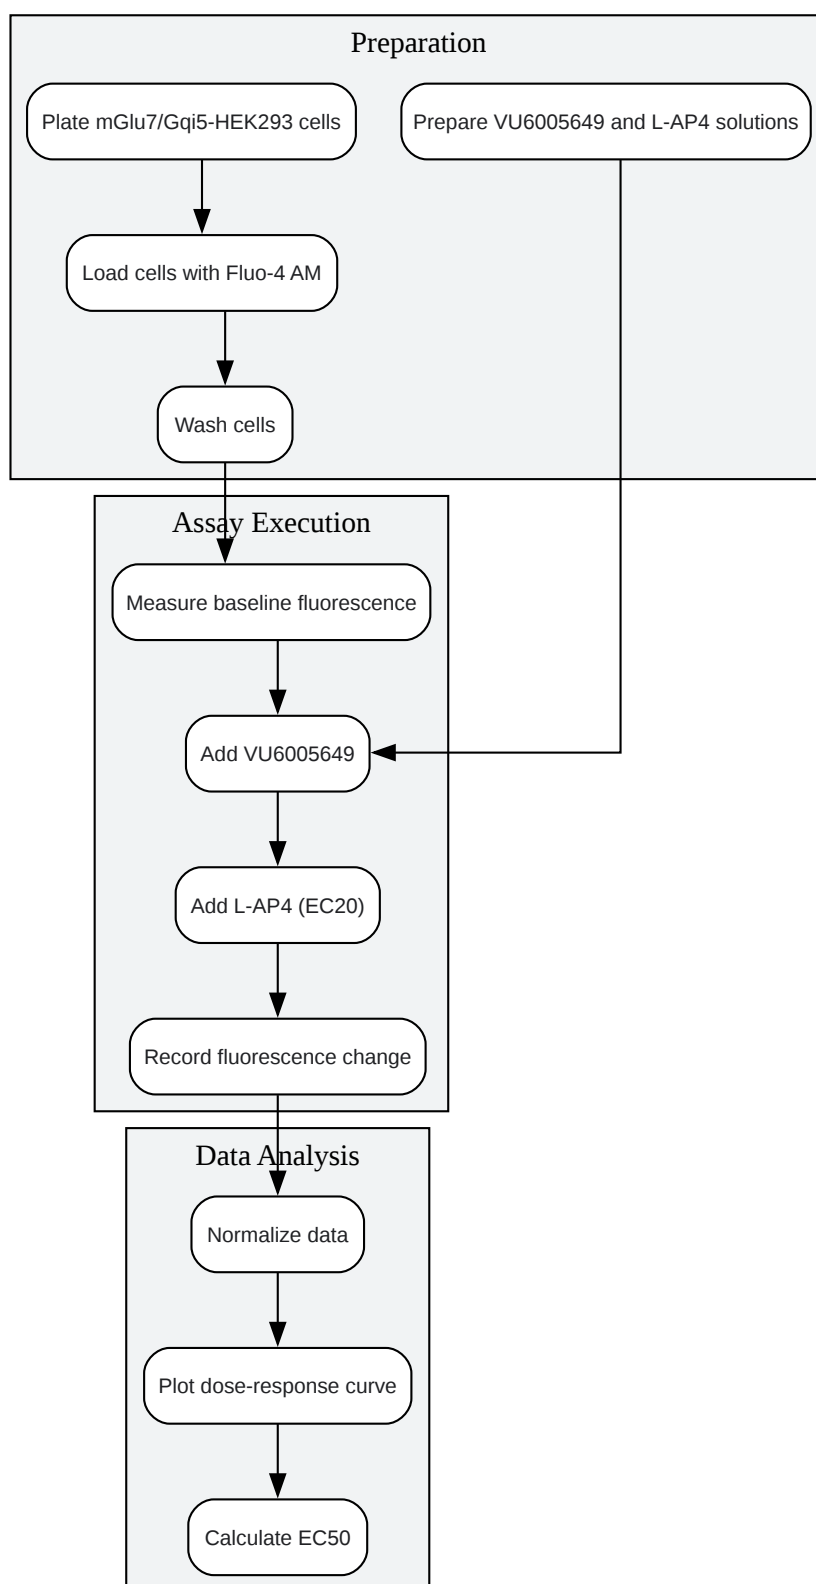 Preparation
Plate mGlu7/Gqi5-HEK293 cells
Prepare VU6005649 and L-AP4 solutions
Load cells with Fluo-4 AM
Wash cells
Assay Execution
Measure baseline fluorescence
Add VU6005649
Add L-AP4 (EC20)
Record fluorescence change
Data Analysis
Normalize data
Plot dose-response curve
Calculate EC50